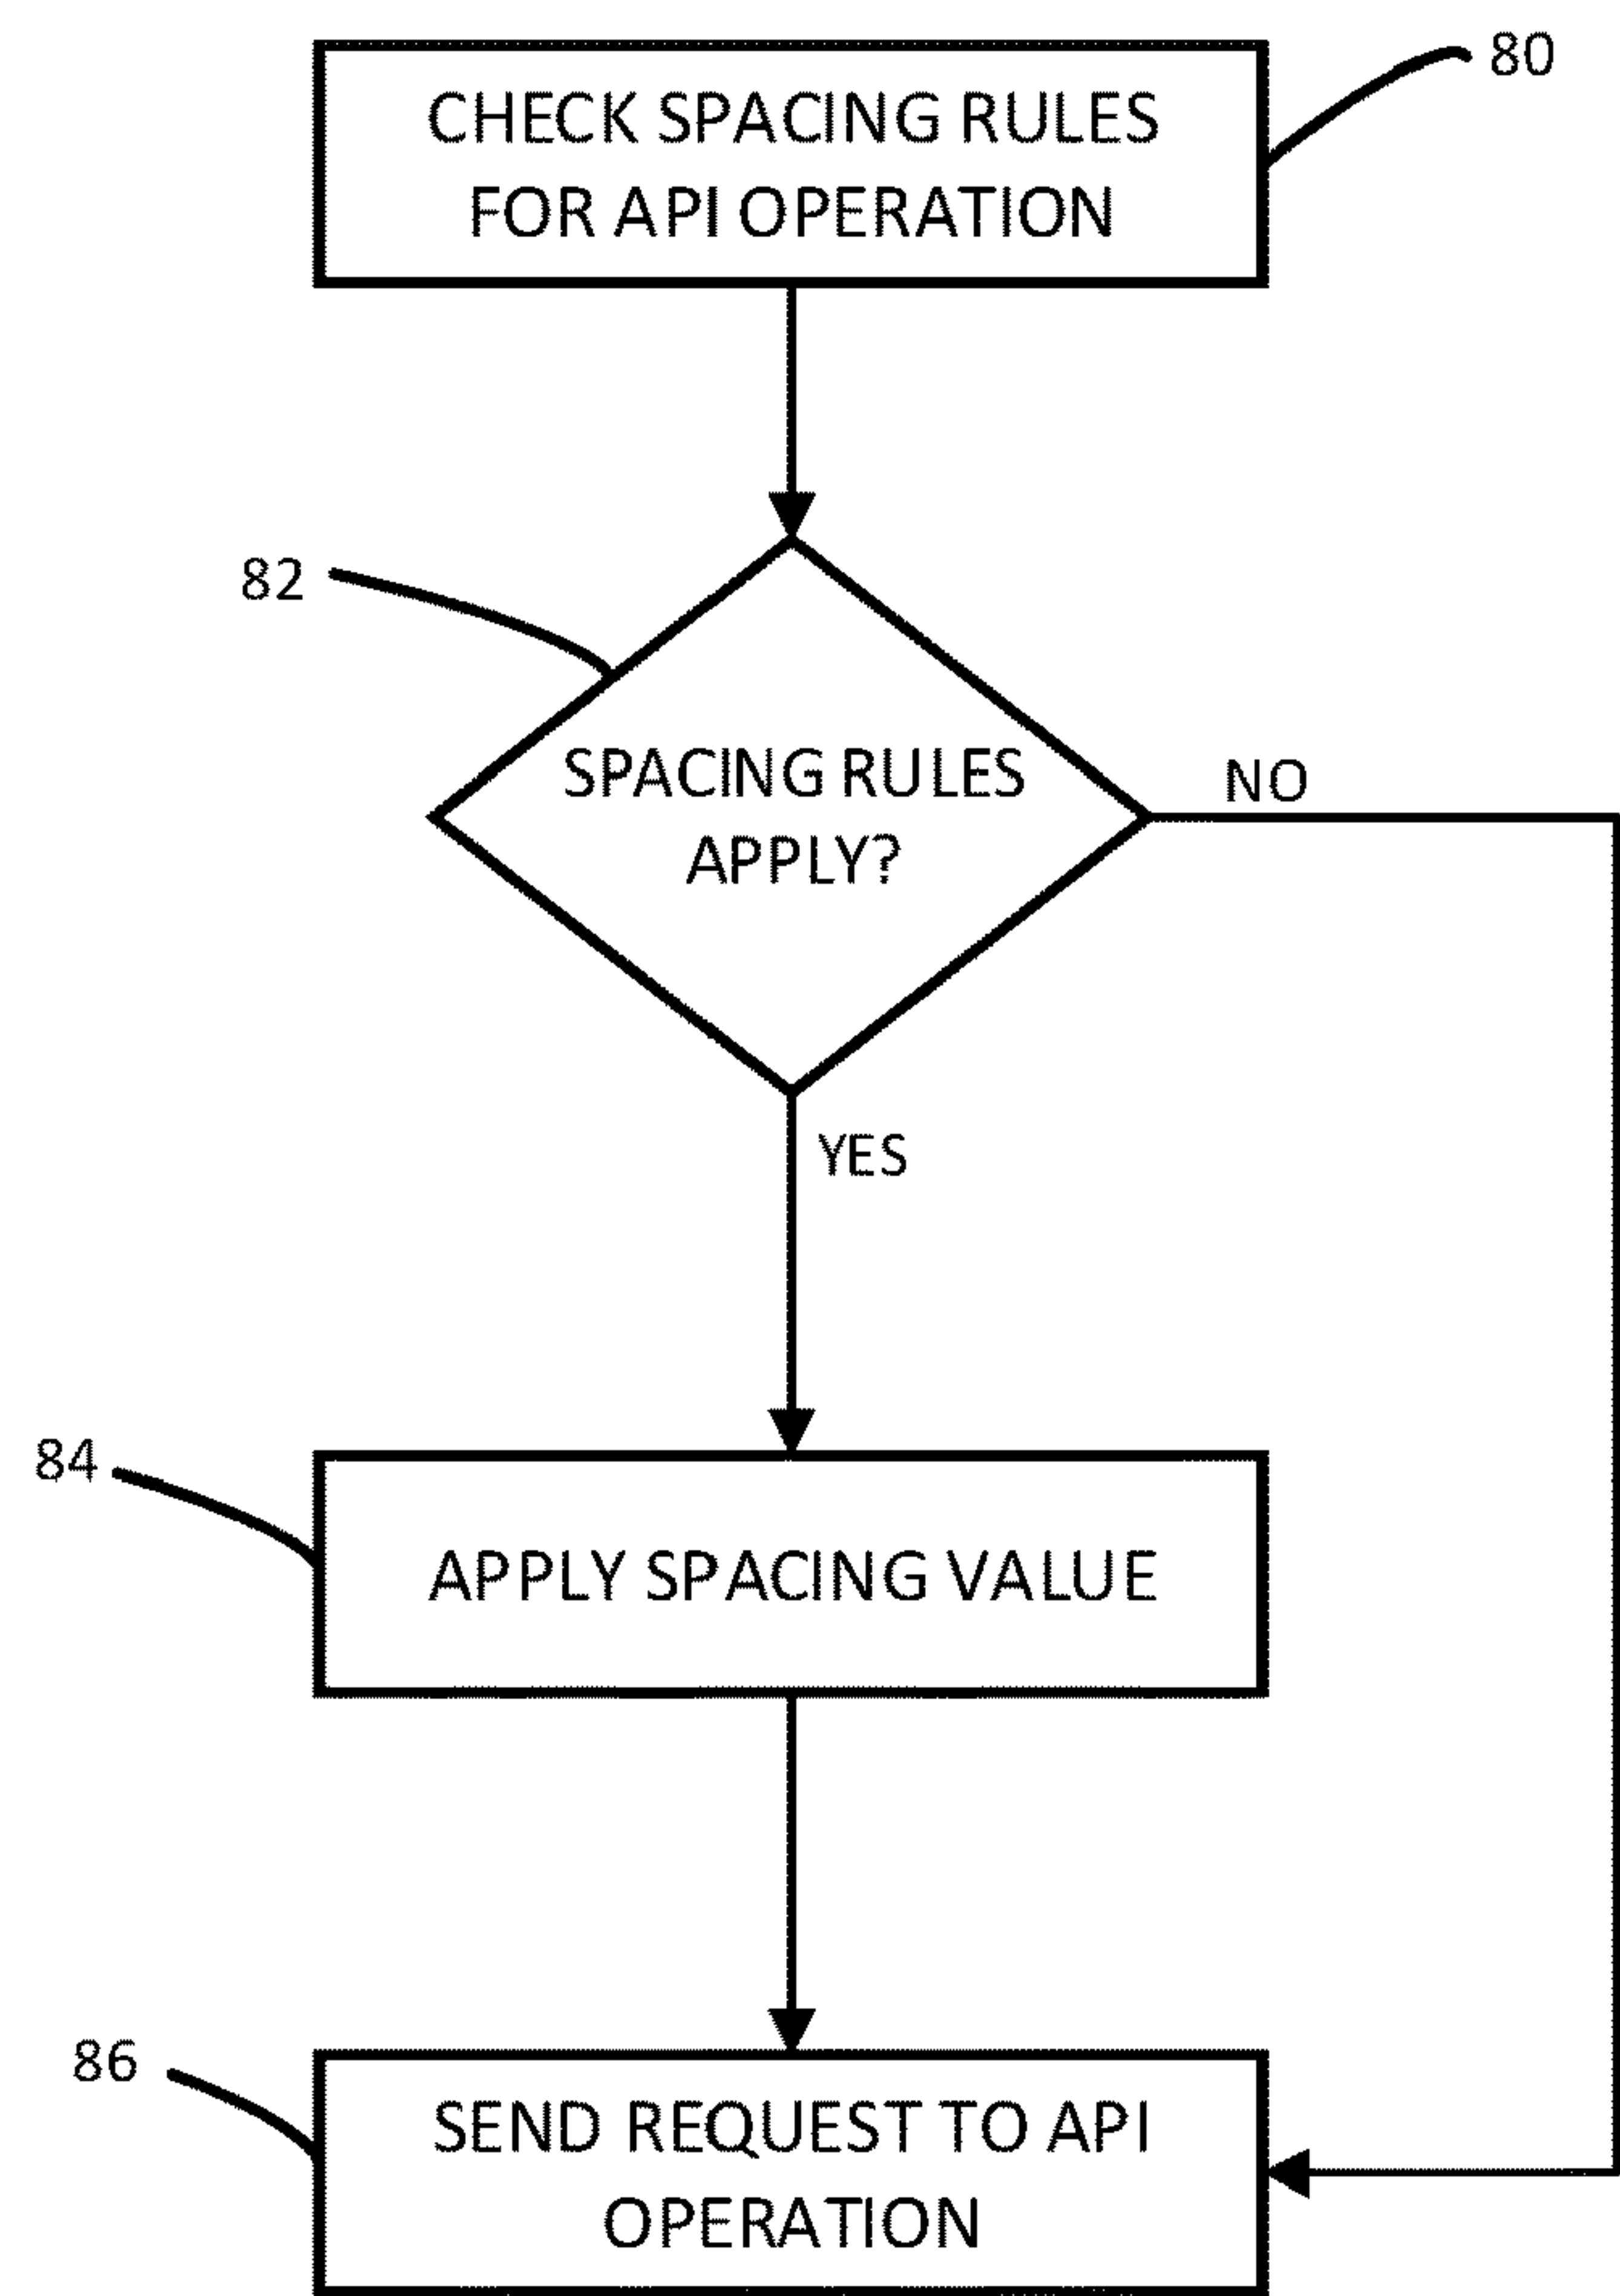 80
CHECK SPACING RULES
FOR API OPERATION
82
SPACING RULES
APPLY?
NO
YES
84
APPLY SPACING VALUE
86
SEND REQUEST TO API
OPERATION